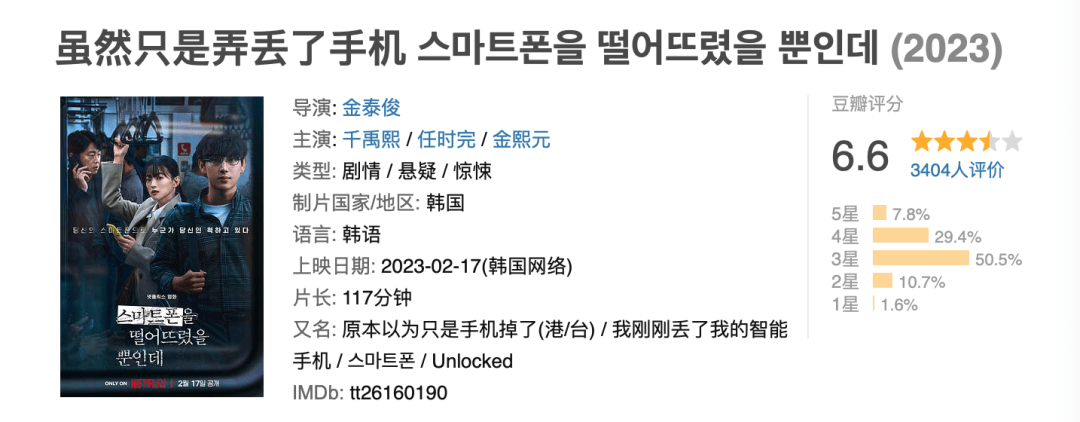 虽然只是弄丢了手机 스마트폰을 떨어뜨렸을 뿐인데 (2023)
당신의 스마트폰으로 누군가 당신인 척하고 있다
넷플릭스 영화
스마트폰을
떨어뜨렸을
뿐인데
ONLY ON NETFLIX | 2월 17일 공개
导演: 金泰俊
主演: 千禹熙 / 任时完 / 金熙元
类型: 剧情 / 悬疑 / 惊悚
制片国家/地区: 韩国
语言: 韩语
上映日期: 2023-02-17(韩国网络)
片长: 117分钟
又名: 原本以为只是手机掉了(港/台) / 我刚刚丢了我的智能
手机 / 스마트폰 / Unlocked
IMDb: tt26160190
豆瓣评分
6.6
3404人评价
5星 7.8%
4星 29.4%
3星 50.5%
2星 10.7%
1星 1.6%